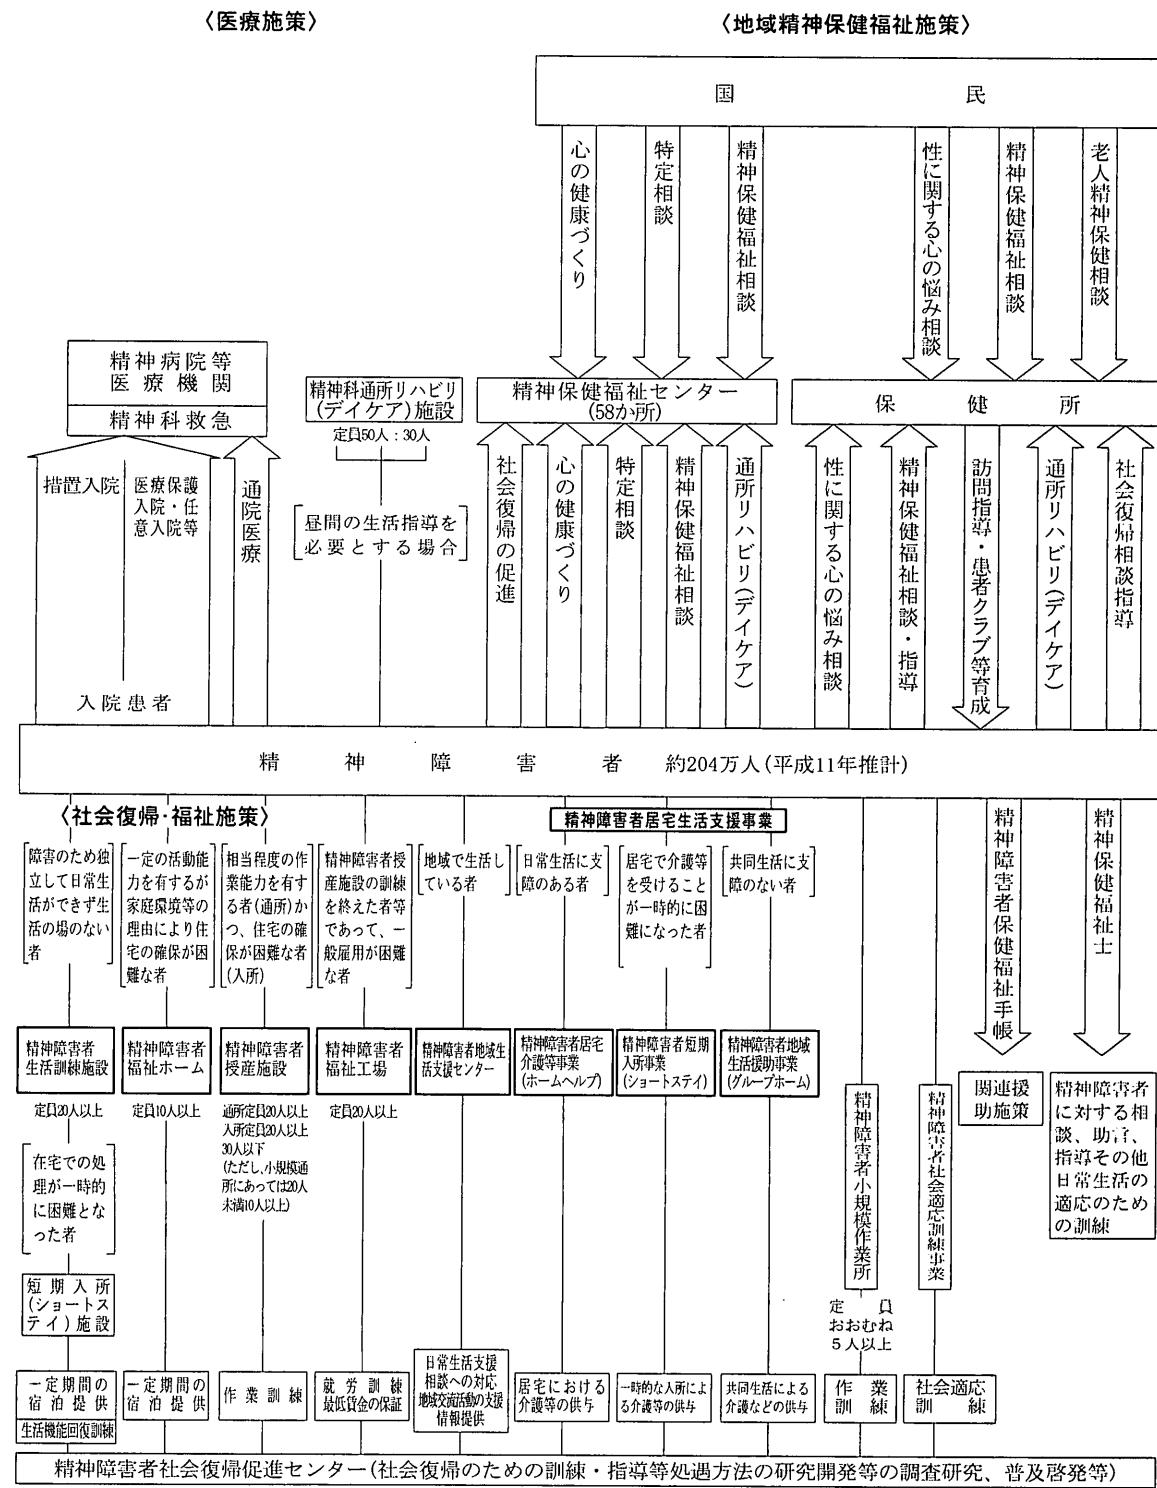 〈医療施策〉
〈地域精神保健福祉施策〉
国民
心の健康づくり
特定相談
精神保健福祉相談
性に関する心の悩み相談
精神保健福祉相談
老人精神保健相談
精神病院等
医療機関
精神科救急
精神科通所リハビリ
(デイケア)施設
定員50人：30人
精神保健福祉センター
(58か所)
保健所
措置入院
医療保護
入院・任
意入院等
通院医療
昼間の生活指導を
必要とする場合
社会復帰の促進
心の健康づくり
特定相談
精神保健福祉相談
通所リハビリ(デイケア)
性に関する心の悩み相談
精神保健福祉相談・指導
訪問指導・患者クラブ等育成
通所リハビリ(デイケア)
社会復帰相談指導
入院患者
精神障害者 約204万人(平成11年推計)
〈社会復帰・福祉施策〉
精神障害者居宅生活支援事業
障害のため独
立して日常生
活ができず生
活の場のない
者
一定の活動能
力を有するが
家庭環境等の
理由により住
宅の確保が困
難な者
相当程度の作
業能力を有す
る者(通所)か
つ、住宅の確
保が困難な者
(入所)
精神障害者授
産施設の訓練
を終えた者等
であって、一
般雇用が困難
な者
地域で生活し
ている者
日常生活に支
障のある者
居宅で介護等
を受けること
が一時的に困
難になった者
共同生活に支
障のない者
精神障害者保健福祉手帳
精神保健福祉士
精神障害者
生活訓練施設
精神障害者
福祉ホーム
精神障害者
授産施設
精神障害者
福祉工場
精神障害者地域生
活支援センター
精神障害者居宅
介護等事業
(ホームヘルプ)
精神障害者短期
入所事業
(ショートステイ)
精神障害者地域
生活援助事業
(グループホーム)
定員20人以上
定員10人以上
通所定員20人以上
入所定員20人以上
30人以下
(ただし、小規模通
所にあっては20人
未満10人以上)
定員20人以上
精神障害者小規模作業所
精神障害者社会適応訓練事業
関連援
助施策
精神障害者
に対する相
談、助言、
指導その他
日常生活の
適応のため
の訓練
在宅での処
理が一時的
に困難とな
った者
短期入所
(ショートス
テイ)施設
定員
おおむね
5人以上
一定期間の
宿泊提供
生活機能回復訓練
一定期間の
宿泊提供
作業訓練
就労訓練
最低賃金の保証
日常生活支援
相談への対応
地域交流活動の支援
情報提供
居宅における
介護等の供与
一時的な入所によ
る介護等の供与
共同生活による
介護などの供与
作業
訓練
社会適応
訓練
精神障害者社会復帰促進センター(社会復帰のための訓練・指導等処遇方法の研究開発等の調査研究、普及啓発等)